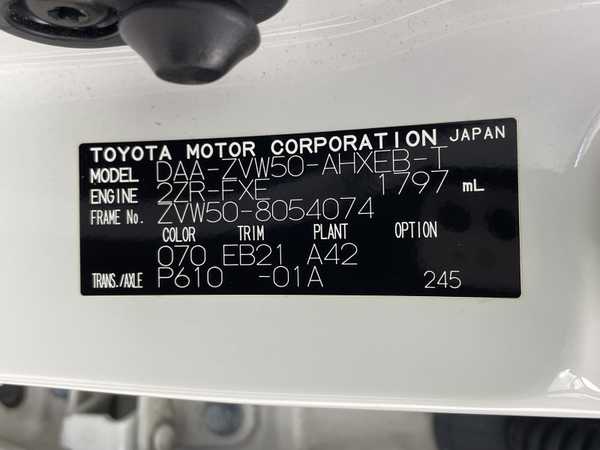 TOYOTA MOTOR CORPORATION JAPAN
MODEL DAA-ZVW50-AHXEB-T
ENGINE 2ZR-FXE 1797 mL
FRAME No. ZVW50-8054074
COLOR TRIM PLANT OPTION
070 EB21 A42
TRANS./AXLE P610 -01A 245